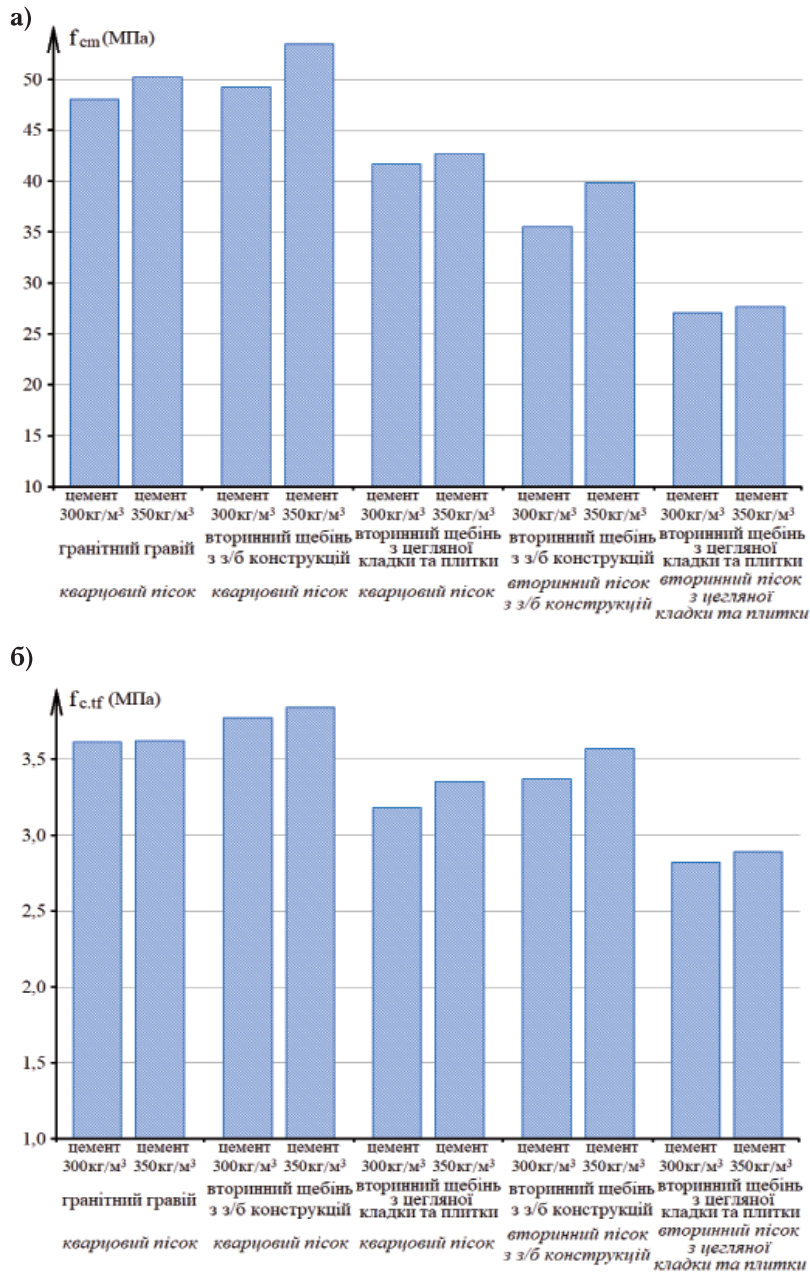 а)
f cm (МПа)
50
45
40
35
30
25
20
15
10
цемент цемент цемент цемент цемент цемент цемент цемент цемент цемент
300кг/м³ 350кг/м³ 300кг/м³ 350кг/м³ 300кг/м³ 350кг/м³ 300кг/м³ 350кг/м³ 300кг/м³ 350кг/м³
гранітний гравій
кварцовий пісок
вторинний щебінь
з з/б конструкцій
кварцовий пісок
вторинний щебінь
з цегляної
кладки та плитки
кварцовий пісок
вторинний щебінь
з з/б конструкцій
вторинний пісок
з з/б конструкцій
вторинний щебінь
з цегляної
кладки та плитки
вторинний пісок
з цегляної
кладки та плитки
б)
f c.tf (МПа)
3,5
3,0
2,5
2,0
1,5
1,0
цемент цемент цемент цемент цемент цемент цемент цемент цемент цемент
300кг/м³ 350кг/м³ 300кг/м³ 350кг/м³ 300кг/м³ 350кг/м³ 300кг/м³ 350кг/м³ 300кг/м³ 350кг/м³
гранітний гравій
кварцовий пісок
вторинний щебінь
з з/б конструкцій
кварцовий пісок
вторинний щебінь
з цегляної
кладки та плитки
кварцовий пісок
вторинний щебінь
з з/б конструкцій
вторинний пісок
з з/б конструкцій
вторинний щебінь
з цегляної
кладки та плитки
вторинний пісок
з цегляної
кладки та плитки